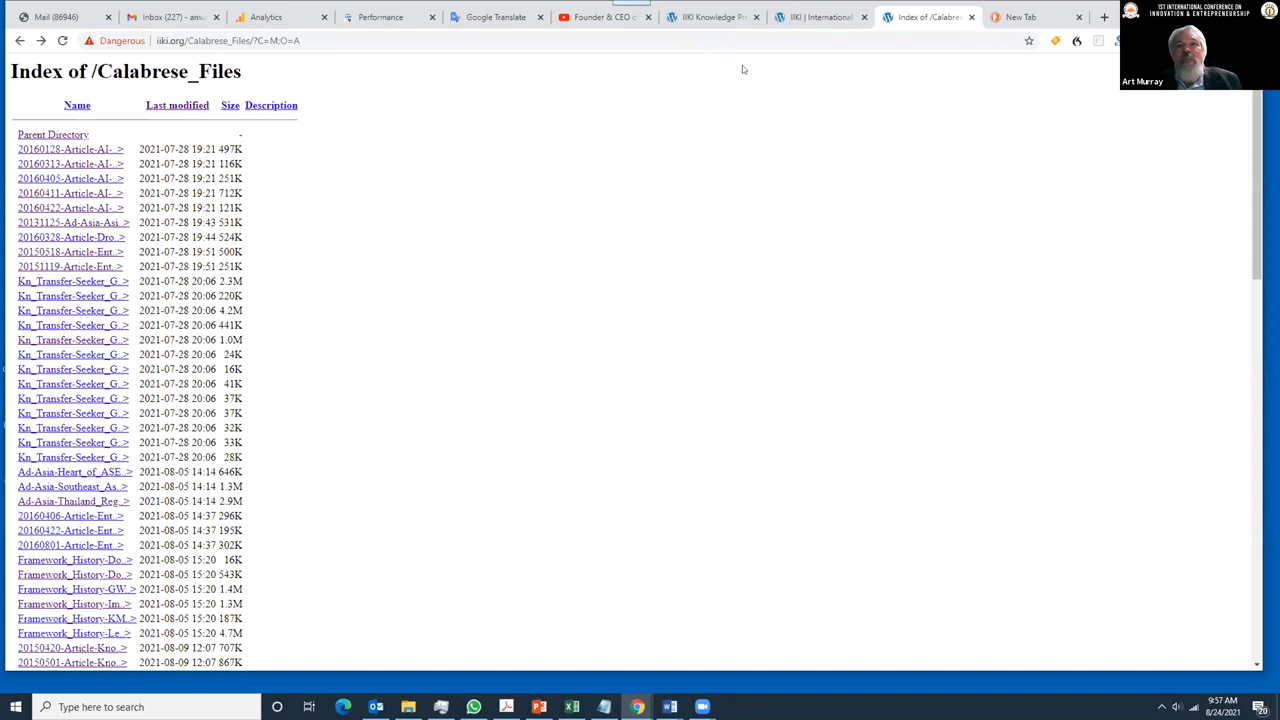 Mail (86946)
Inbox (227) - amu
Analytics
Performance
Google Translate
Founder & CEO o
IIKI Knowledge Pr
IIKI | International
Index of /Calabres
New Tab
Dangerous
iiki.org/Calabrese_Files/?C=M;O=A
1ST INTERNATIONAL CONFERENCE ON
INNOVATION & ENTREPRENEURSHIP
Art Murray
Index of /Calabrese_Files
Name Last modified Size Description
Parent Directory -
20160128-Article-AI-..> 2021-07-28 19:21 497K
20160313-Article-AI-..> 2021-07-28 19:21 116K
20160405-Article-AI-..> 2021-07-28 19:21 251K
20160411-Article-AI-..> 2021-07-28 19:21 712K
20160422-Article-AI-..> 2021-07-28 19:21 121K
20131125-Ad-Asia-Asi..> 2021-07-28 19:43 531K
20160328-Article-Dro..> 2021-07-28 19:44 524K
20150518-Article-Ent..> 2021-07-28 19:51 500K
20151119-Article-Ent..> 2021-07-28 19:51 251K
Kn_Transfer-Seeker_G..> 2021-07-28 20:06 2.3M
Kn_Transfer-Seeker_G..> 2021-07-28 20:06 220K
Kn_Transfer-Seeker_G..> 2021-07-28 20:06 4.2M
Kn_Transfer-Seeker_G..> 2021-07-28 20:06 441K
Kn_Transfer-Seeker_G..> 2021-07-28 20:06 1.0M
Kn_Transfer-Seeker_G..> 2021-07-28 20:06 24K
Kn_Transfer-Seeker_G..> 2021-07-28 20:06 16K
Kn_Transfer-Seeker_G..> 2021-07-28 20:06 41K
Kn_Transfer-Seeker_G..> 2021-07-28 20:06 37K
Kn_Transfer-Seeker_G..> 2021-07-28 20:06 37K
Kn_Transfer-Seeker_G..> 2021-07-28 20:06 32K
Kn_Transfer-Seeker_G..> 2021-07-28 20:06 33K
Kn_Transfer-Seeker_G..> 2021-07-28 20:06 28K
Ad-Asia-Heart_of_ASE..> 2021-08-05 14:14 646K
Ad-Asia-Southeast_As..> 2021-08-05 14:14 1.3M
Ad-Asia-Thailand_Reg..> 2021-08-05 14:14 2.9M
20160406-Article-Ent..> 2021-08-05 14:37 296K
20160422-Article-Ent..> 2021-08-05 14:37 195K
20160801-Article-Ent..> 2021-08-05 14:37 302K
Framework_History-Do..> 2021-08-05 15:20 16K
Framework_History-Do..> 2021-08-05 15:20 543K
Framework_History-GW..> 2021-08-05 15:20 1.4M
Framework_History-Im..> 2021-08-05 15:20 1.3M
Framework_History-KM..> 2021-08-05 15:20 187K
Framework_History-Le..> 2021-08-05 15:20 4.7M
20150420-Article-Kno..> 2021-08-09 12:07 707K
20150501-Article-Kno..> 2021-08-09 12:07 867K
Type here to search
9:57 AM
8/24/2021
20